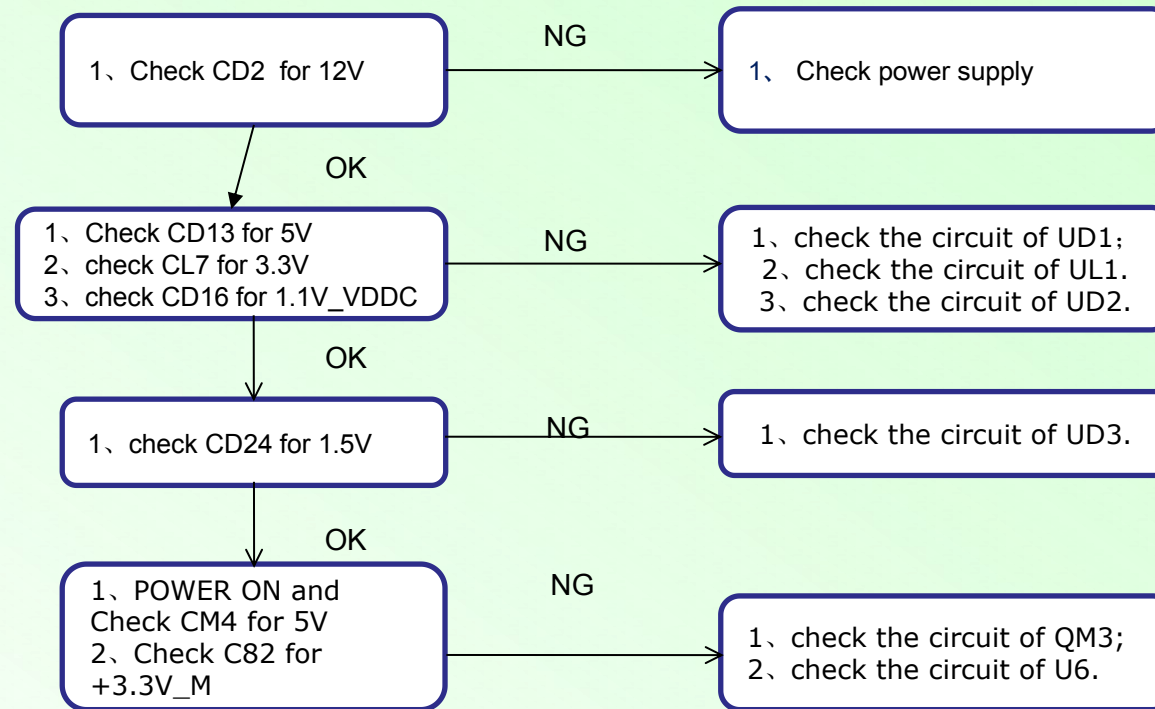 1、Check CD2 for 12V
NG
1、 Check power supply
OK
1、Check CD13 for 5V
2、check CL7 for 3.3V
3、check CD16 for 1.1V_VDDC
NG
1、check the circuit of UD1;
2、check the circuit of UL1.
3、check the circuit of UD2.
OK
1、check CD24 for 1.5V
NG
1、check the circuit of UD3.
OK
1、POWER ON and
Check CM4 for 5V
2、Check C82 for
+3.3V_M
NG
1、check the circuit of QM3;
2、check the circuit of U6.